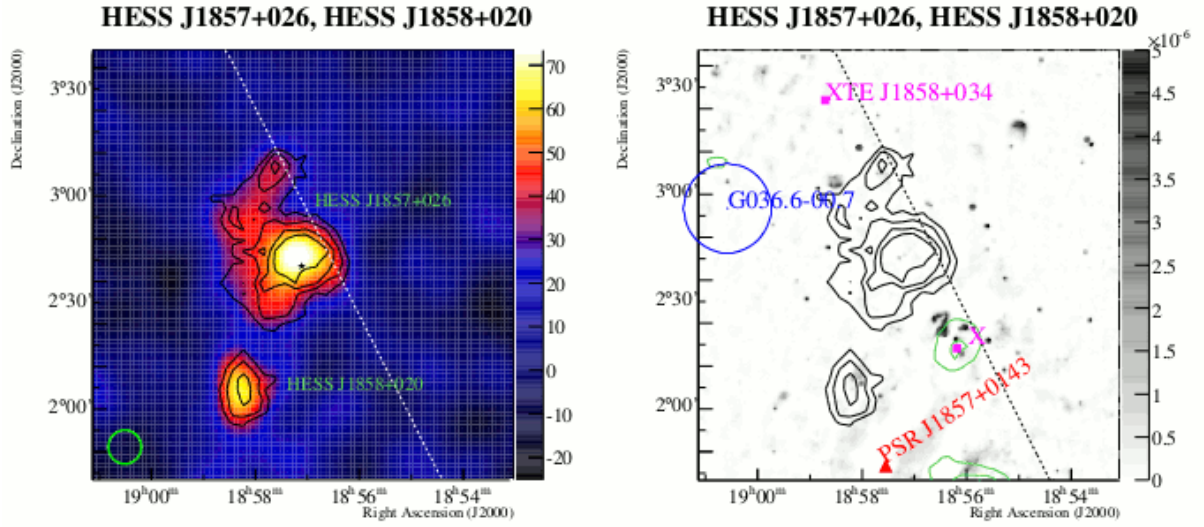 HESS J1857+026, HESS J1858+020
Declination (J2000)
3°30'
3°00'
2°30'
2°00'
HESS J1857+026
HESS J1858+020
70
60
50
40
30
20
10
0
-10
-20
19h00m
18h58m
18h56m
18h54m
Right Ascension (J2000)
HESS J1857+026, HESS J1858+020
Declination (J2000)
3°30'
3°00'
2°30'
2°00'
XTE J1858+034
G036.6-00.7
X
PSR J1857+0143
×10-6
5
4.5
4
3.5
3
2.5
2
1.5
1
0.5
0
19h00m
18h58m
18h56m
18h54m
Right Ascension (J2000)